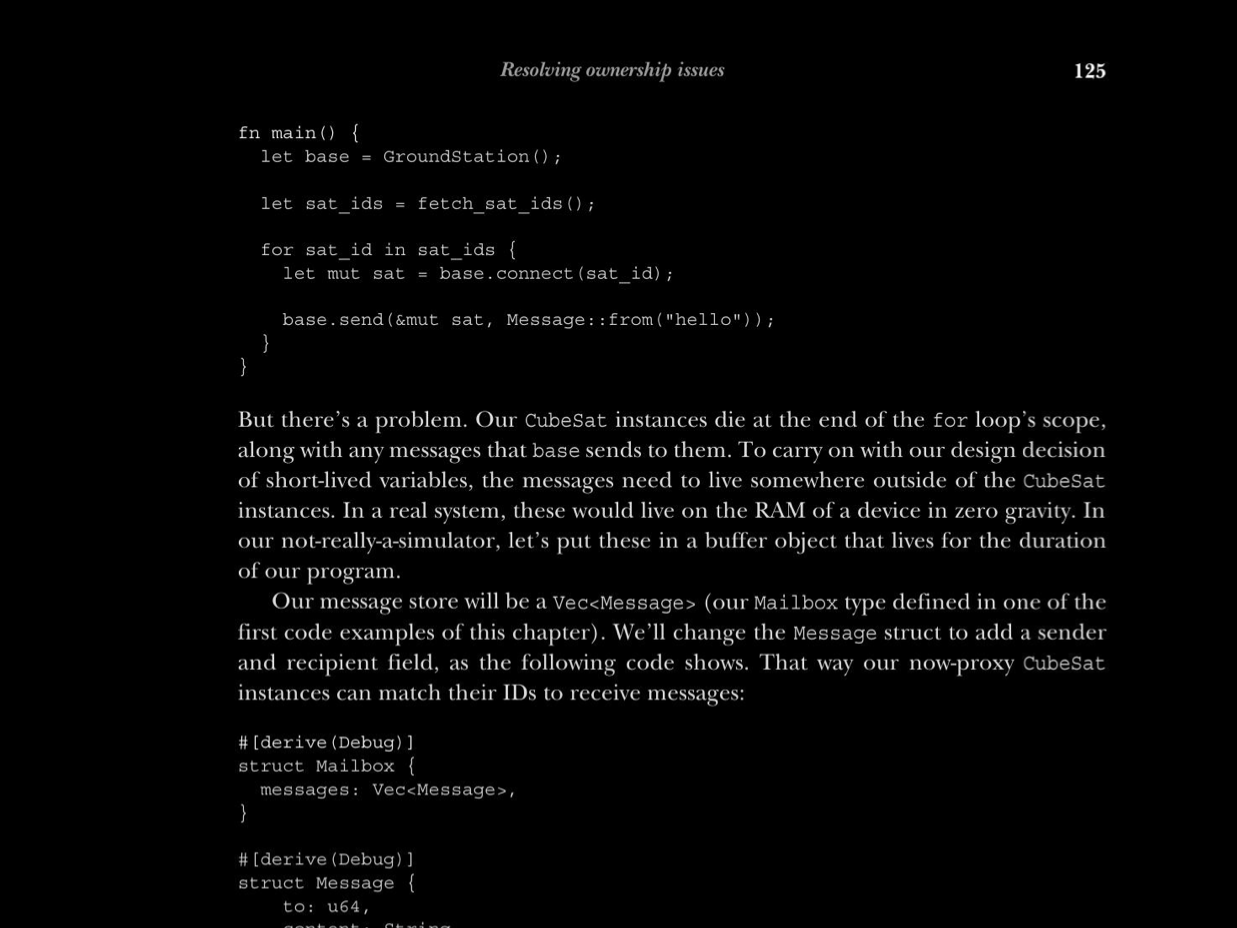 Resolving ownership issues 125
fn main() {
let base = GroundStation();
let sat_ids = fetch_sat_ids();
for sat_id in sat_ids {
let mut sat = base.connect(sat_id);
base.send(&mut sat, Message::from("hello"));
}
}
But there's a problem. Our CubeSat instances die at the end of the for loop's scope,
along with any messages that base sends to them. To carry on with our design decision
of short-lived variables, the messages need to live somewhere outside of the CubeSat
instances. In a real system, these would live on the RAM of a device in zero gravity. In
our not-really-a-simulator, let's put these in a buffer object that lives for the duration
of our program.
Our message store will be a Vec<Message> (our Mailbox type defined in one of the
first code examples of this chapter). We'll change the Message struct to add a sender
and recipient field, as the following code shows. That way our now-proxy CubeSat
instances can match their IDs to receive messages:
#[derive(Debug)]
struct Mailbox {
messages: Vec<Message>,
}
#[derive(Debug)]
struct Message {
to: u64,
content: String